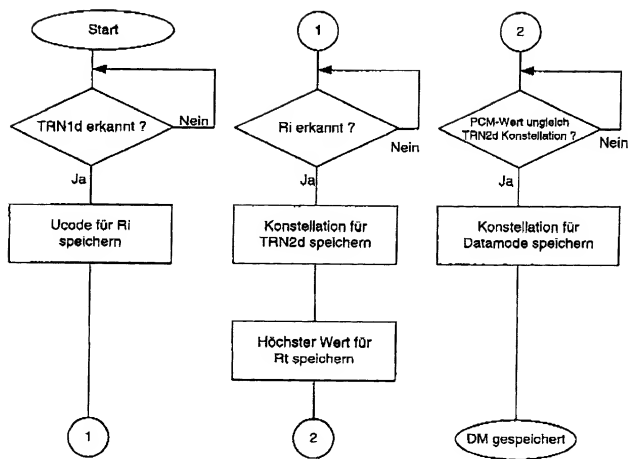 Start
TRN1d erkannt ?
Nein
Ja
Ucode für Ri
speichern
1
1
Ri erkannt ?
Nein
Ja
Konstellation für
TRN2d speichern
Höchster Wert für
Rt speichern
2
2
PCM-Wert ungleich
TRN2d Konstellation ?
Nein
Ja
Konstellation für
Datamode speichern
DM gespeichert